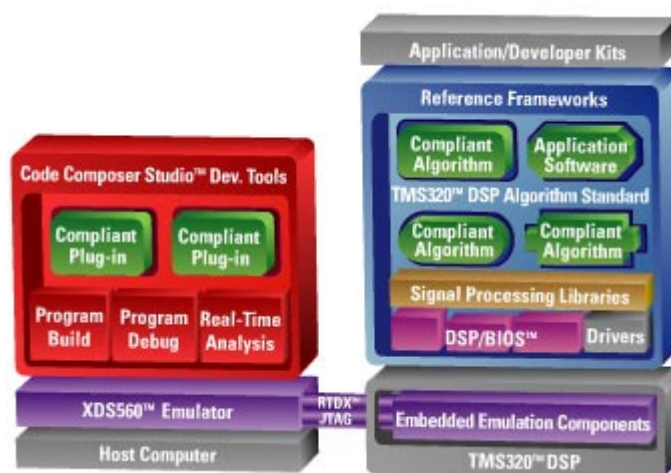 Application/Developer Kits
Reference Frameworks
Compliant
Algorithm
Application
Software
TMS320™ DSP Algorithm Standard
Compliant
Algorithm
Compliant
Algorithm
Signal Processing Libraries
DSP/BIOS™
Drivers
Code Composer Studio™ Dev. Tools
Compliant
Plug-in
Compliant
Plug-in
Program
Build
Program
Debug
Real-Time
Analysis
XDS560™ Emulator
RTDX™
JTAG
Embedded Emulation Components
Host Computer
TMS320™ DSP